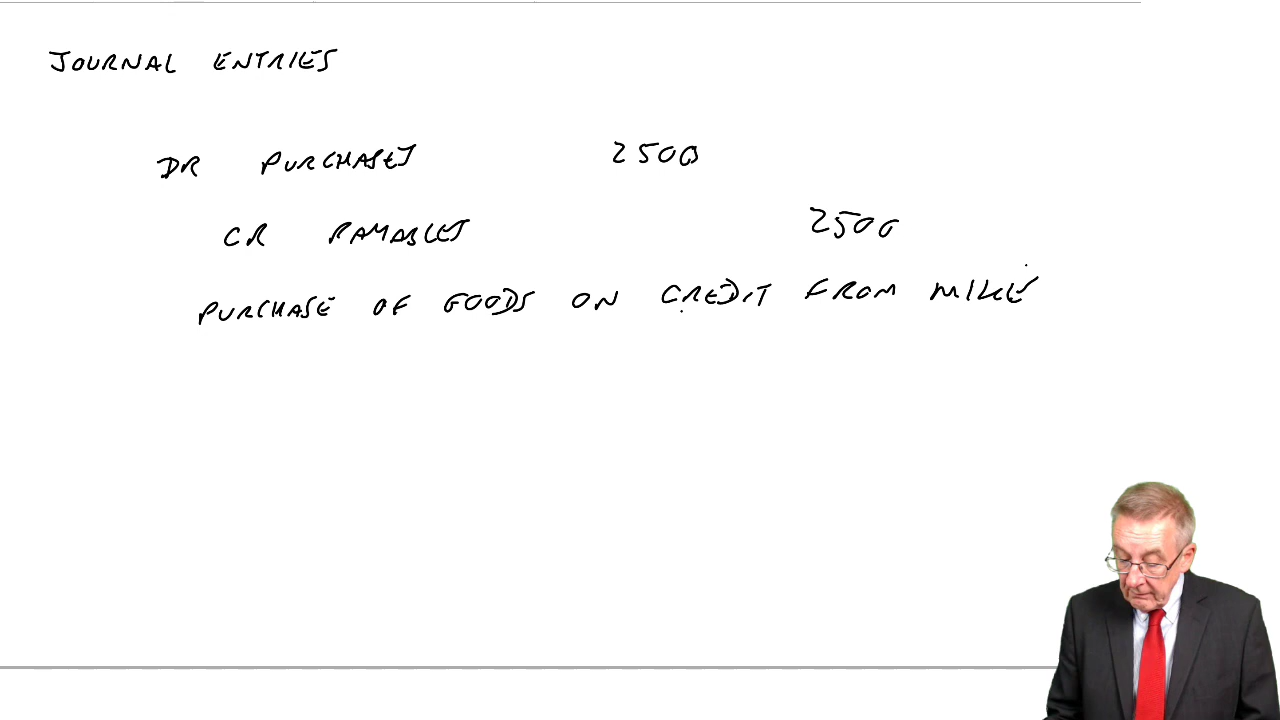 JOURNAL ENTRIES
DR PURCHASES 2500
CR PAYABLES 2500
PURCHASE OF GOODS ON CREDIT FROM MIKE